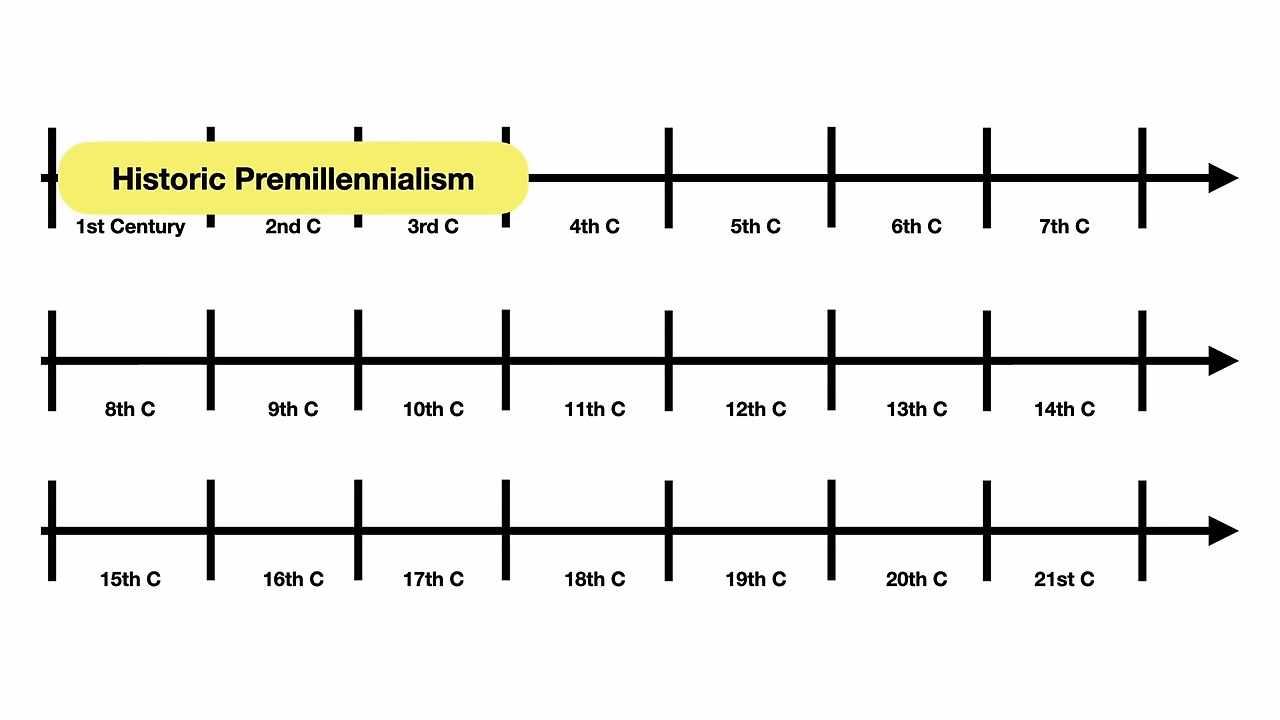 Historic Premillennialism
1st Century 2nd C 3rd C 4th C 5th C 6th C 7th C
8th C 9th C 10th C 11th C 12th C 13th C 14th C
15th C 16th C 17th C 18th C 19th C 20th C 21st C